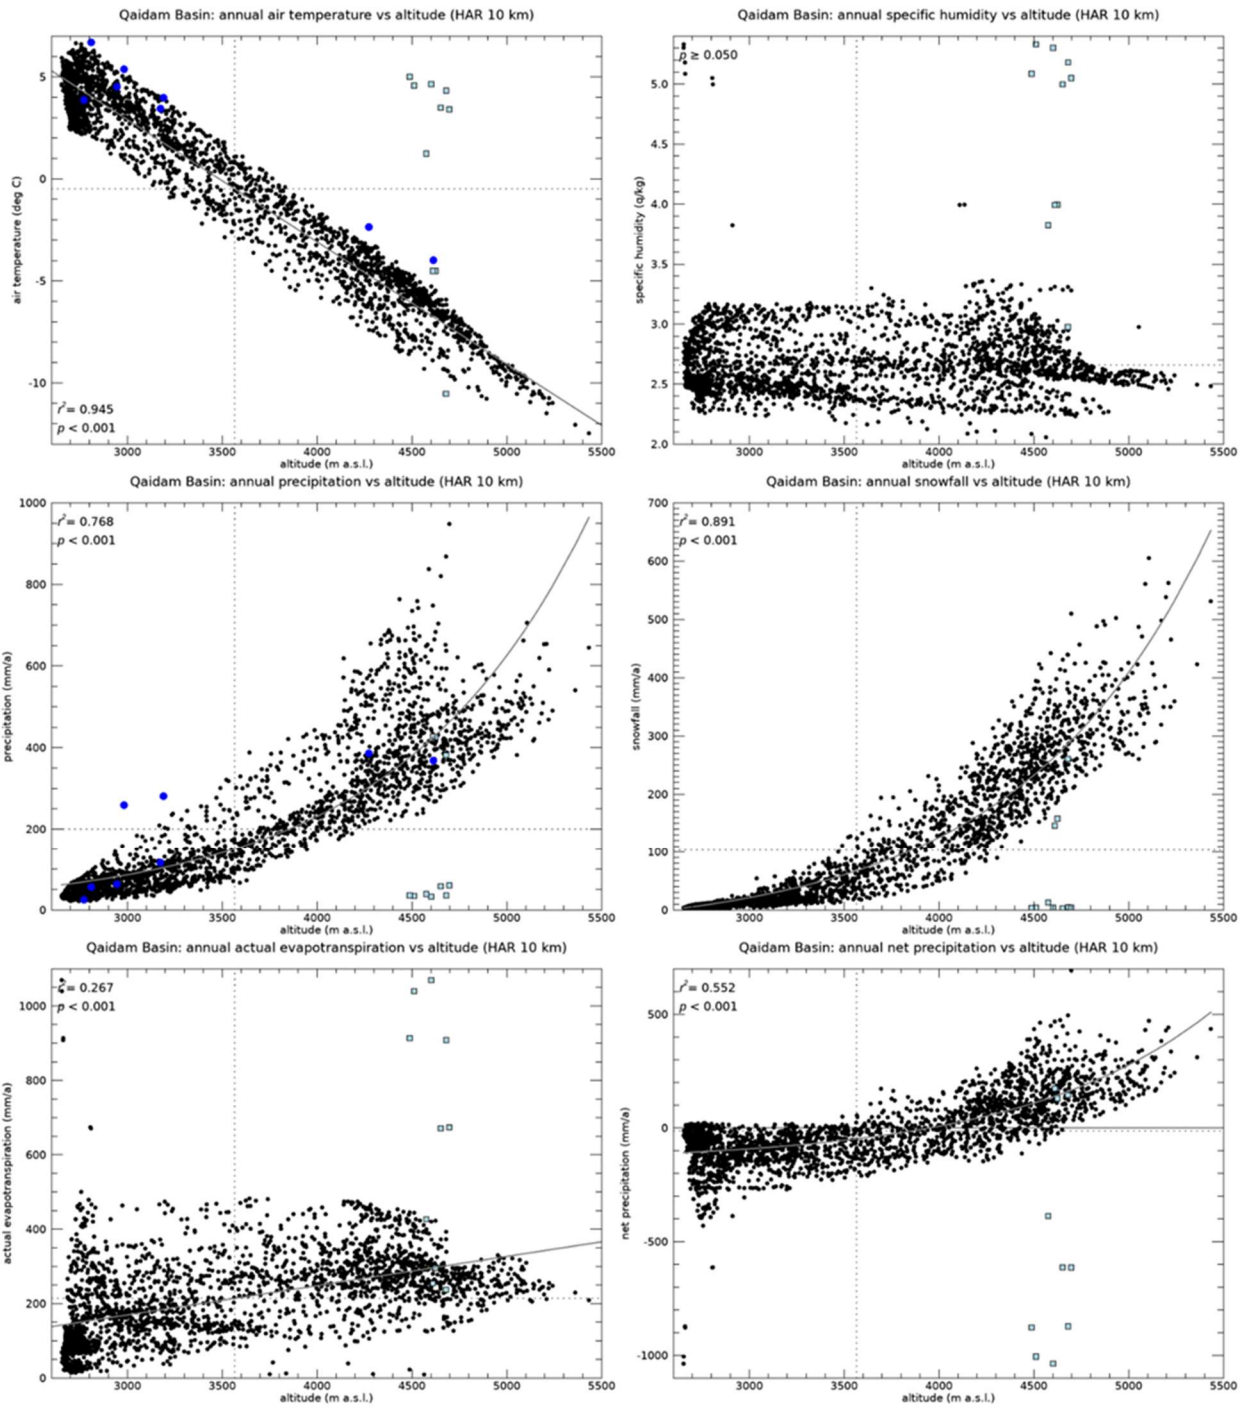 Qaidam Basin: annual air temperature vs altitude (HAR 10 km)
5
0
-5
-10
air temperature (deg C)
r²= 0.945
p < 0.001
3000 3500 4000 4500 5000 5500
altitude (m a.s.l.)
Qaidam Basin: annual specific humidity vs altitude (HAR 10 km)
p ≥ 0.050
5.0
4.5
4.0
3.5
3.0
2.5
2.0
specific humidity (q/kg)
3000 3500 4000 4500 5000 5500
altitude (m a.s.l.)
Qaidam Basin: annual precipitation vs altitude (HAR 10 km)
1000
800
600
400
200
0
precipitation (mm/a)
r²= 0.768
p < 0.001
3000 3500 4000 4500 5000 5500
altitude (m a.s.l.)
Qaidam Basin: annual snowfall vs altitude (HAR 10 km)
700
600
500
400
300
200
100
0
snowfall (mm/a)
r²= 0.891
p < 0.001
3000 3500 4000 4500 5000 5500
altitude (m a.s.l.)
Qaidam Basin: annual actual evapotranspiration vs altitude (HAR 10 km)
1000
800
600
400
200
0
actual evapotranspiration (mm/a)
r²= 0.267
p < 0.001
3000 3500 4000 4500 5000 5500
altitude (m a.s.l.)
Qaidam Basin: annual net precipitation vs altitude (HAR 10 km)
500
0
-500
-1000
net precipitation (mm/a)
r²= 0.552
p < 0.001
3000 3500 4000 4500 5000 5500
altitude (m a.s.l.)